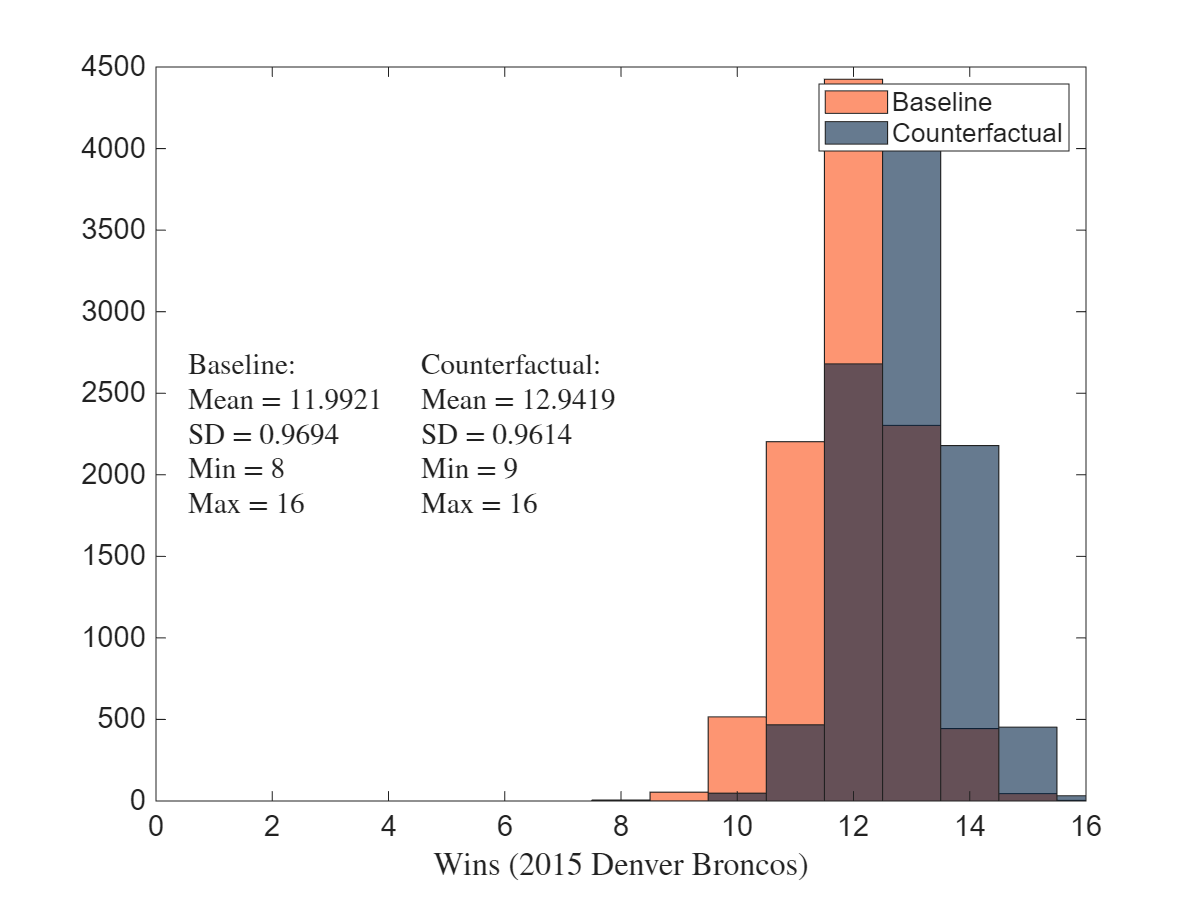 4500
4000
3500
3000
2500
2000
1500
1000
500
0
Baseline
Counterfactual
Baseline:
Mean = 11.9921
SD = 0.9694
Min = 8
Max = 16
Counterfactual:
Mean = 12.9419
SD = 0.9614
Min = 9
Max = 16
0 2 4 6 8 10 12 14 16
Wins (2015 Denver Broncos)